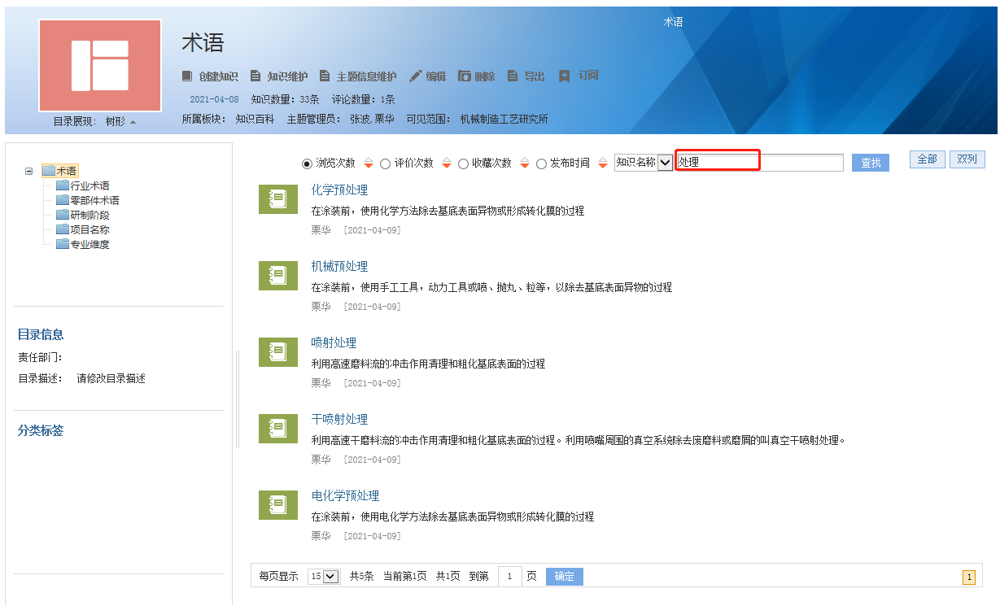 术语
术语
创建知识 知识维护 主题信息维护 编辑 删除 导出 订阅
2021-04-08 知识数量: 33条 评论数量: 1条
目录展现: 树形
所属板块: 知识百科 主题管理员: 张波,栗华 可见范围: 机械制造工艺研究所
浏览次数 评价次数 收藏次数 发布时间 知识名称 处理 查找 全部 双列
术语
行业术语
零部件术语
研制阶段
项目名称
专业维度
目录信息
责任部门:
目录描述: 请修改目录描述
分类标签
化学预处理
在涂装前，使用化学方法除去基底表面异物或形成转化膜的过程
栗华 [2021-04-09]
机械预处理
在涂装前，使用手工工具，动力工具或喷、抛丸、粒等，以除去基底表面异物的过程
栗华 [2021-04-09]
喷射处理
利用高速磨料流的冲击作用清理和粗化基底表面的过程
栗华 [2021-04-09]
干喷射处理
利用高速干磨料流的冲击作用清理和粗化基底表面的过程。利用喷嘴周围的真空系统除去废磨料或磨屑的叫真空干喷射处理。
栗华 [2021-04-09]
电化学预处理
在涂装前，使用电化学方法除去基底表面异物或形成转化膜的过程
栗华 [2021-04-09]
每页显示 15 共5条 当前第1页 共1页 到第 1 页 确定 1